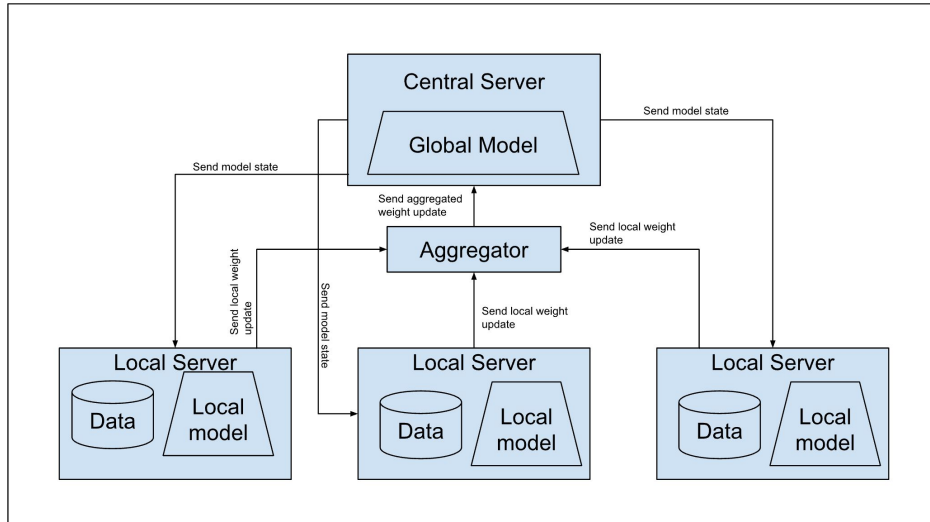 Central Server
Global Model
Send model state
Send model state
Send aggregated
weight update
Send local weight
update
Aggregator
Send local weight
update
Send model state
Send local weight
update
Local Server
Data
Local
model
Local Server
Data
Local
model
Local Server
Data
Local
model